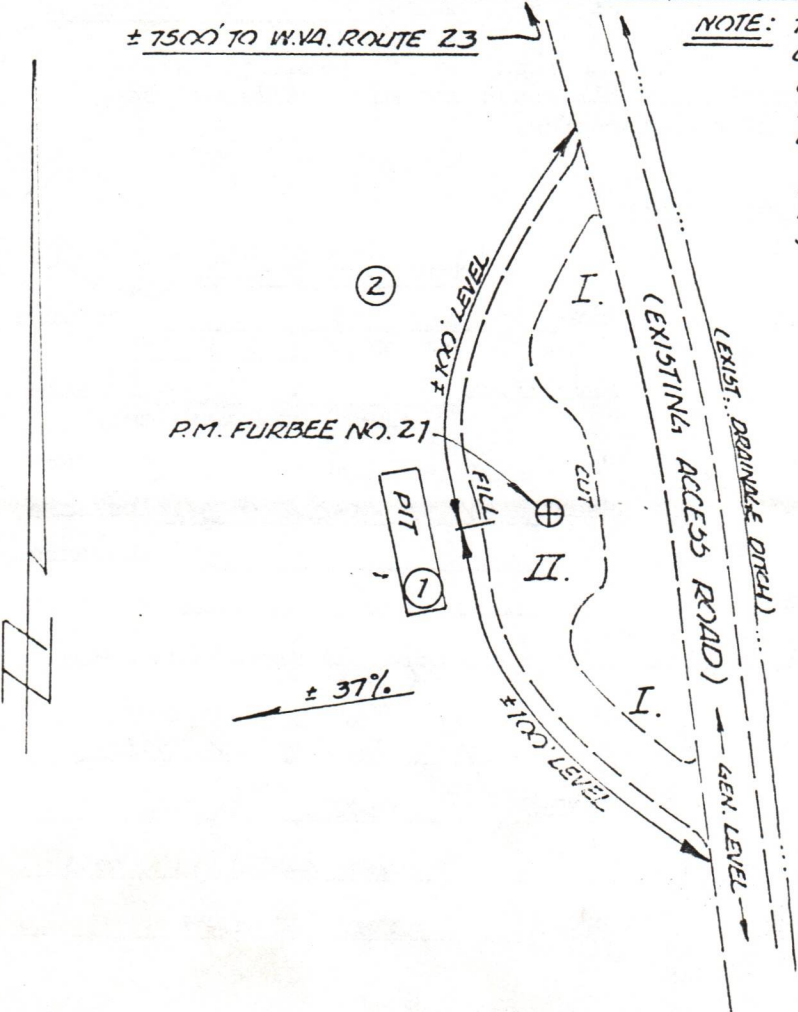 ± 7500' TO W.VA. ROUTE 23
NOTE:
②
± 100' LEVEL
I.
(EXISTING ACCESS ROAD)
(EXIST. DRAINAGE DITCH)
P.M. FURBEE NO. 21
PIT
FILL
CUT
①
II.
± 37%
I.
± 100' LEVEL
GEN. LEVEL